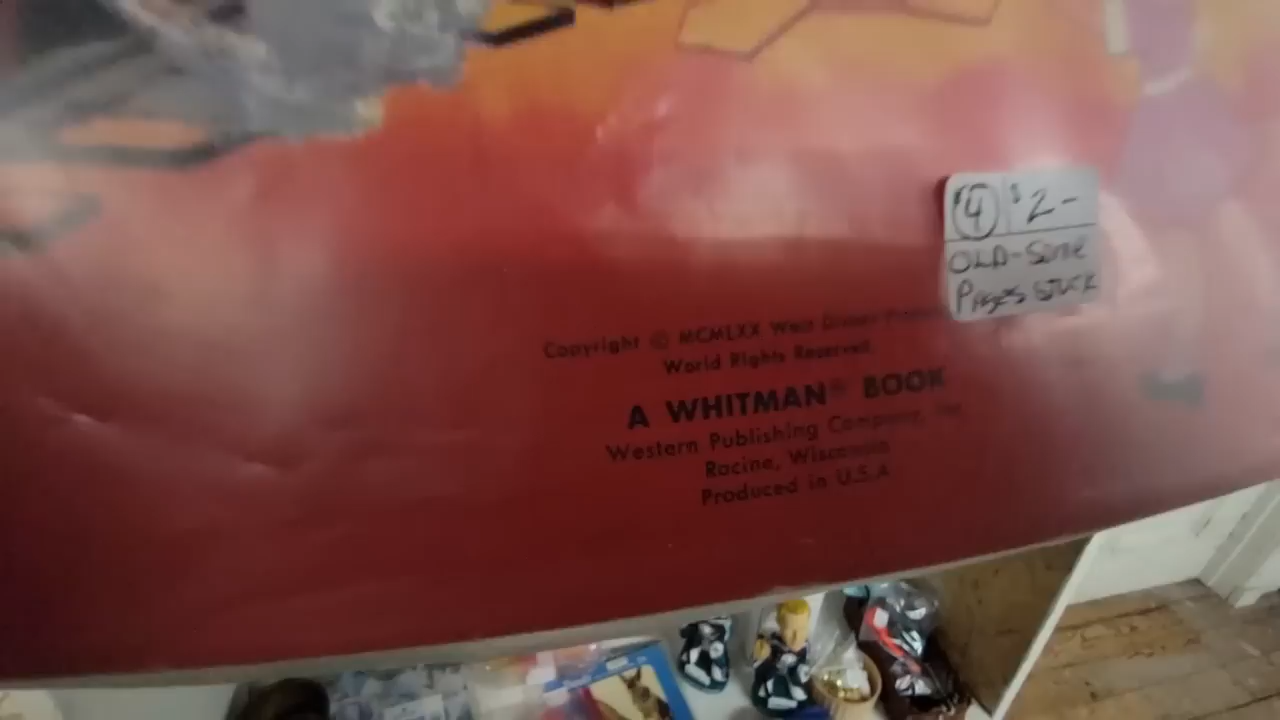 ④ $2-
OLD-SOME
PAGES STUCK
Copyright © MCMLXX Walt Disney
World Rights Reserved
A WHITMAN® BOOK
Western Publishing Company, Inc.
Racine, Wisconsin
Produced in U.S.A.